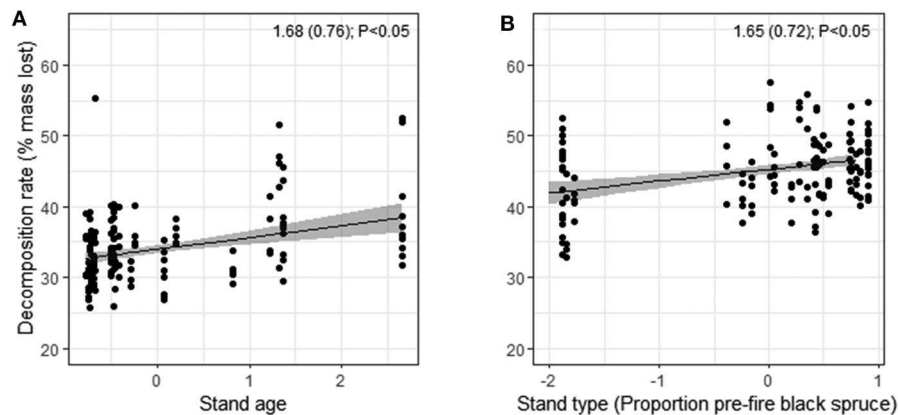 A
1.68 (0.76); P<0.05
60
50
40
30
20
Decomposition rate (% mass lost)
0
1
2
Stand age
B
1.65 (0.72); P<0.05
60
50
40
30
20
-2
-1
0
1
Stand type (Proportion pre-fire black spruce)